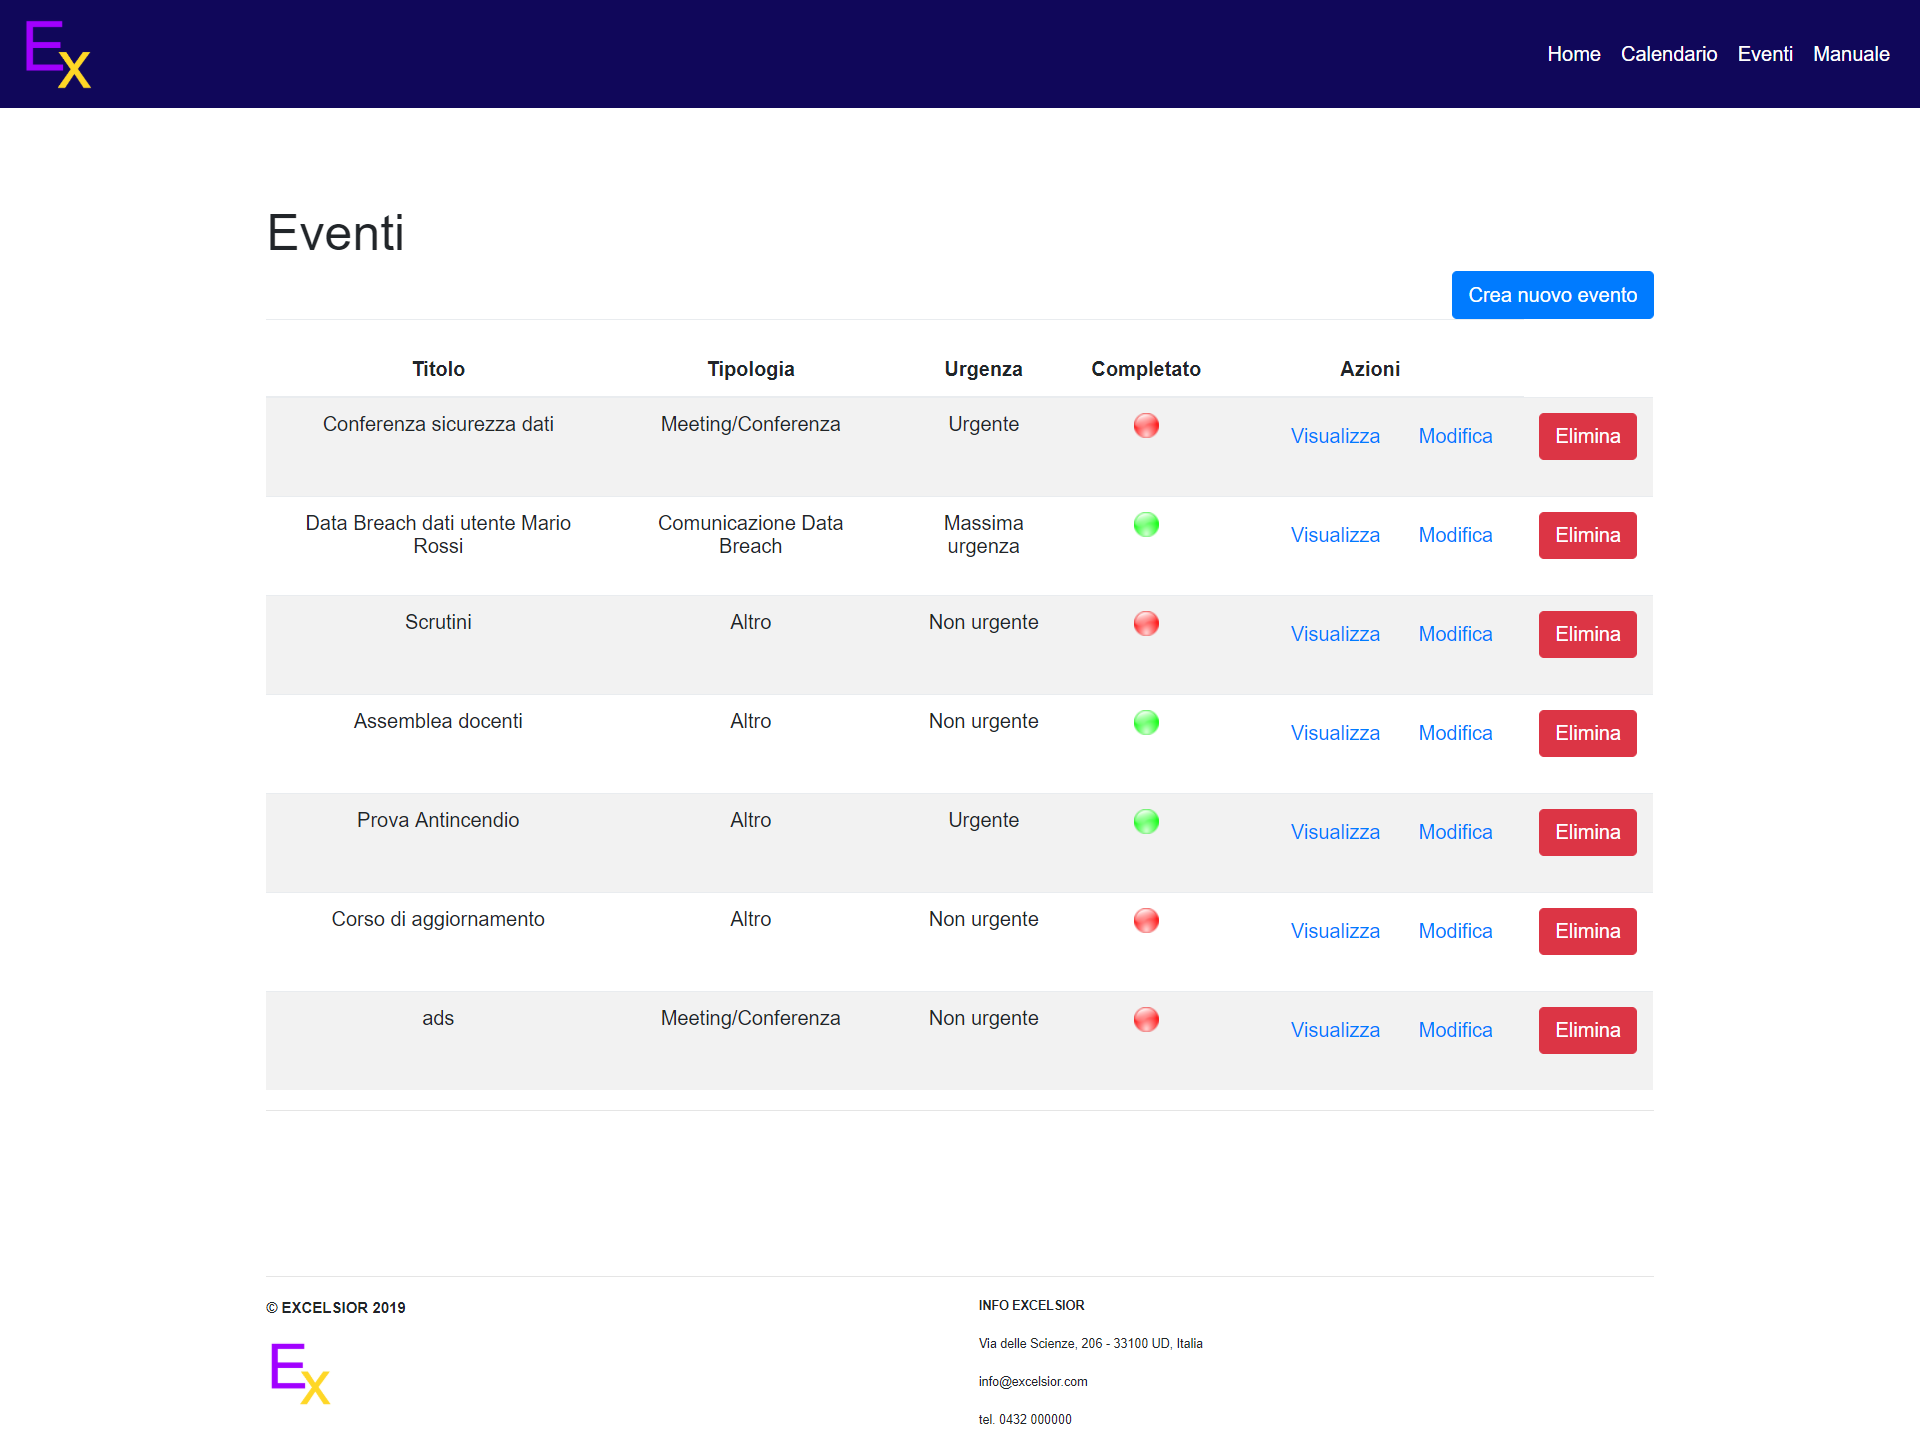 Ex
Home Calendario Eventi Manuale
Eventi
Crea nuovo evento
Titolo Tipologia Urgenza Completato Azioni
Conferenza sicurezza dati Meeting/Conferenza Urgente Visualizza Modifica Elimina
Data Breach dati utente Mario Comunicazione Data Massima Visualizza Modifica Elimina
Rossi Breach urgenza
Scrutini Altro Non urgente Visualizza Modifica Elimina
Assemblea docenti Altro Non urgente Visualizza Modifica Elimina
Prova Antincendio Altro Urgente Visualizza Modifica Elimina
Corso di aggiornamento Altro Non urgente Visualizza Modifica Elimina
ads Meeting/Conferenza Non urgente Visualizza Modifica Elimina
© EXCELSIOR 2019
Ex
INFO EXCELSIOR
Via delle Scienze, 206 - 33100 UD, Italia
info@excelsior.com
tel. 0432 000000